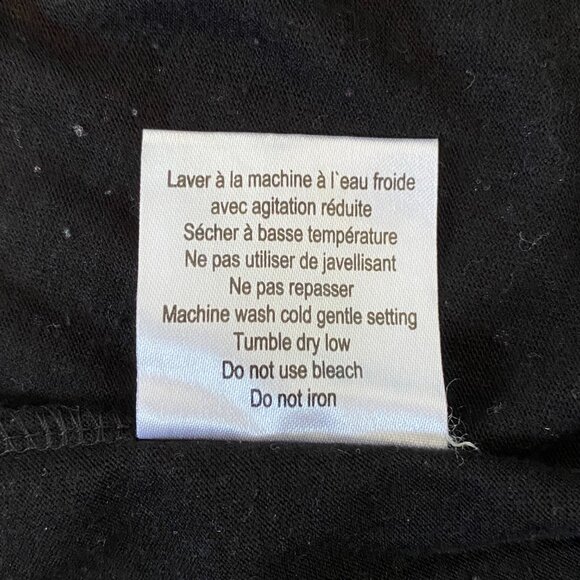 Laver à la machine à l`eau froide
avec agitation réduite
Sécher à basse température
Ne pas utiliser de javellisant
Ne pas repasser
Machine wash cold gentle setting
Tumble dry low
Do not use bleach
Do not iron